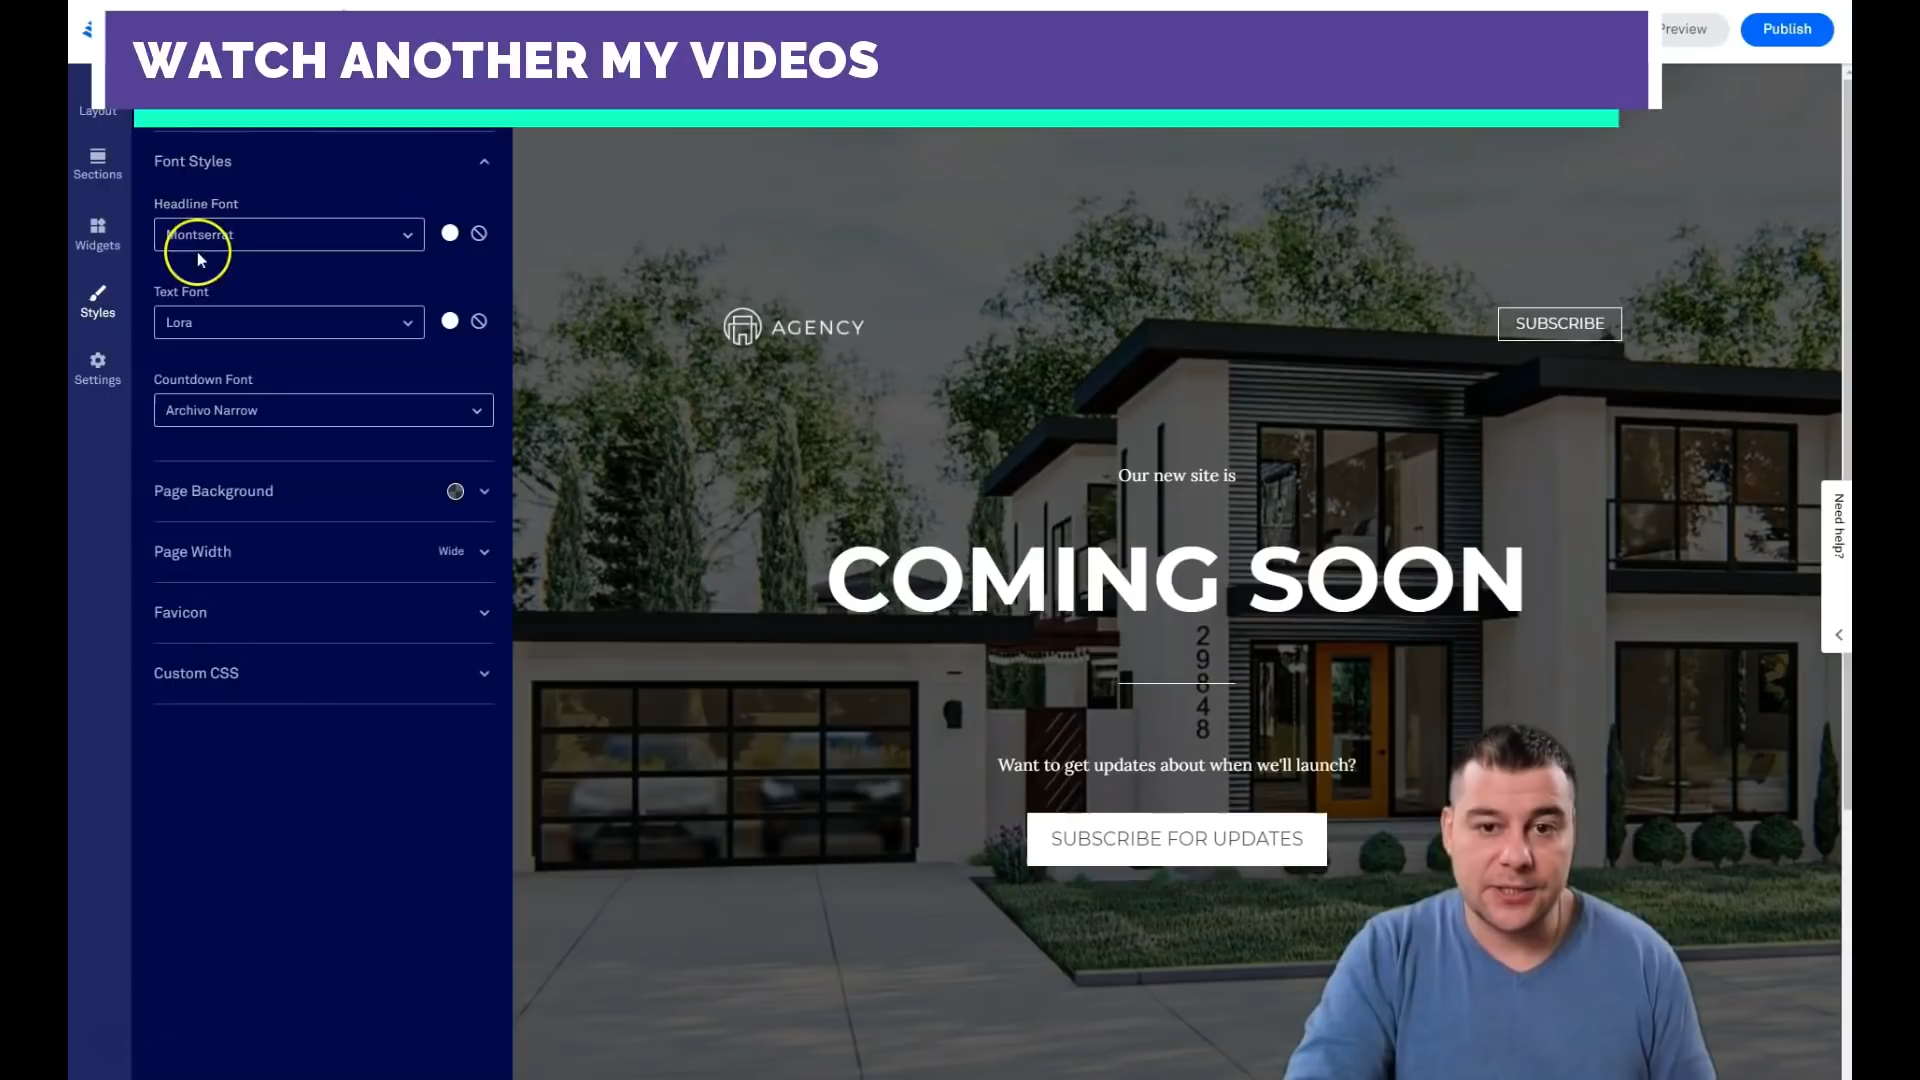 WATCH ANOTHER MY VIDEOS
Preview
Publish
Layout
Sections
Widgets
Styles
Settings
Font Styles
Headline Font
Montserrat
Text Font
Lora
Countdown Font
Archivo Narrow
Page Background
Page Width
Wide
Favicon
Custom CSS
AGENCY
SUBSCRIBE
Our new site is
COMING SOON
29848
Want to get updates about when we'll launch?
SUBSCRIBE FOR UPDATES
Need help?